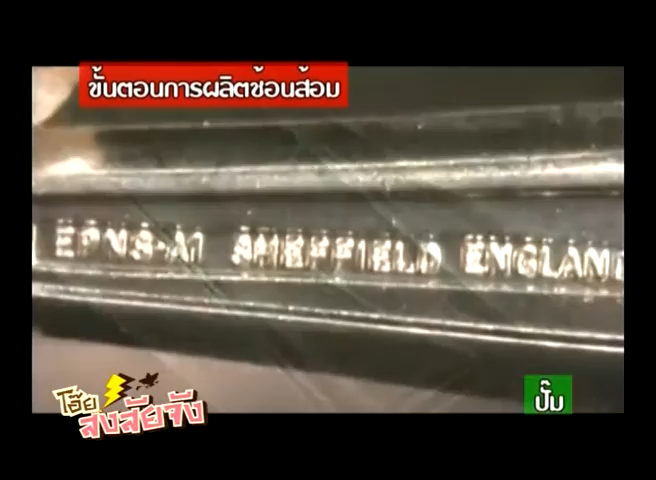 ขั้นตอนการผลิตช้อนส้อม
EPNS-A1 SHEFFIELD ENGLAND
โอ๊ย
สงสัยจัง
ปั๊ม